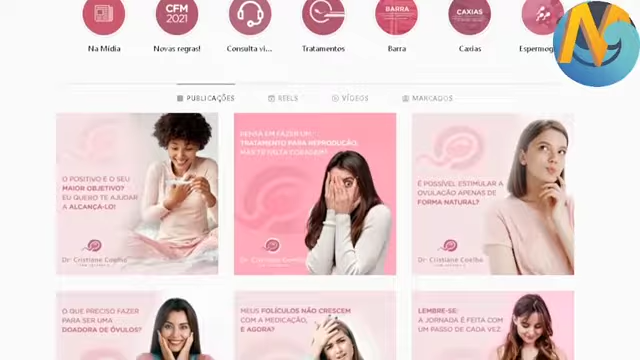 CFM
2021
BARRA
CAXIAS
Na Mídia
Novas regras!
Consulta vi...
Tratamentos
Barra
Caxias
Espermog
PUBLICAÇÕES
REELS
VÍDEOS
MARCADOS
O POSITIVO É O SEU
MAIOR OBJETIVO?
EU QUERO TE AJUDAR
A ALCANÇÁ-LO!
Drª Cristiane Coelho
PENSA EM FAZER UM
TRATAMENTO PARA REPRODUÇÃO,
MAS TE FALTA CORAGEM?
Drª Cristiane Coelho
É POSSÍVEL ESTIMULAR A
OVULAÇÃO APENAS DE
FORMA NATURAL?
Drª Cristiane Coelho
O QUE PRECISO FAZER
PARA SER UMA
DOADORA DE ÓVULOS?
MEUS FOLÍCULOS NÃO CRESCEM
COM A MEDICAÇÃO,
E AGORA?
LEMBRE-SE:
A JORNADA É FEITA COM
UM PASSO DE CADA VEZ.